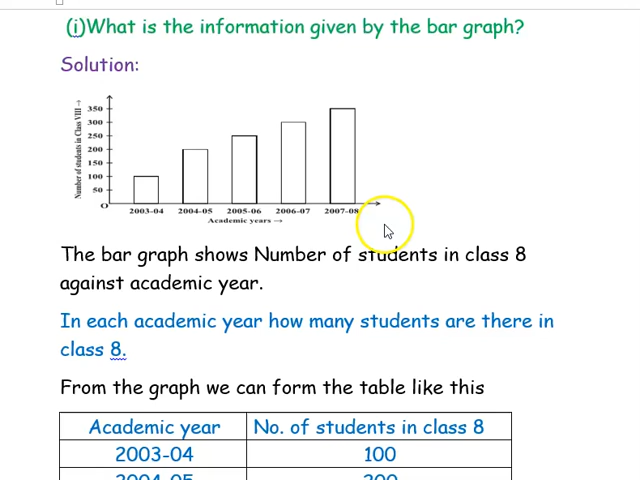 (i)What is the information given by the bar graph?
Solution:
Number of students in Class VIII →
350
300
250
200
150
100
50
O
2003-04 2004-05 2005-06 2006-07 2007-08
Academic years →
The bar graph shows Number of students in class 8
against academic year.
In each academic year how many students are there in
class 8.
From the graph we can form the table like this
Academic year No. of students in class 8
2003-04 100
2004-05 200